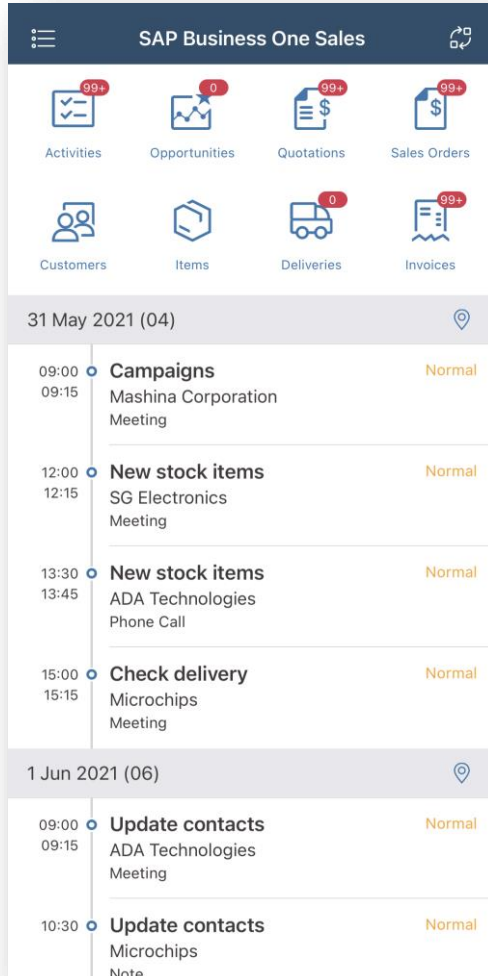 SAP Business One Sales
99+ 0 99+ 99+
Activities Opportunities Quotations Sales Orders
0 99+
Customers Items Deliveries Invoices
31 May 2021 (04)
09:00 Campaigns Normal
09:15 Mashina Corporation
Meeting
12:00 New stock items Normal
12:15 SG Electronics
Meeting
13:30 New stock items Normal
13:45 ADA Technologies
Phone Call
15:00 Check delivery Normal
15:15 Microchips
Meeting
1 Jun 2021 (06)
09:00 Update contacts Normal
09:15 ADA Technologies
Meeting
10:30 Update contacts Normal
Microchips
Note